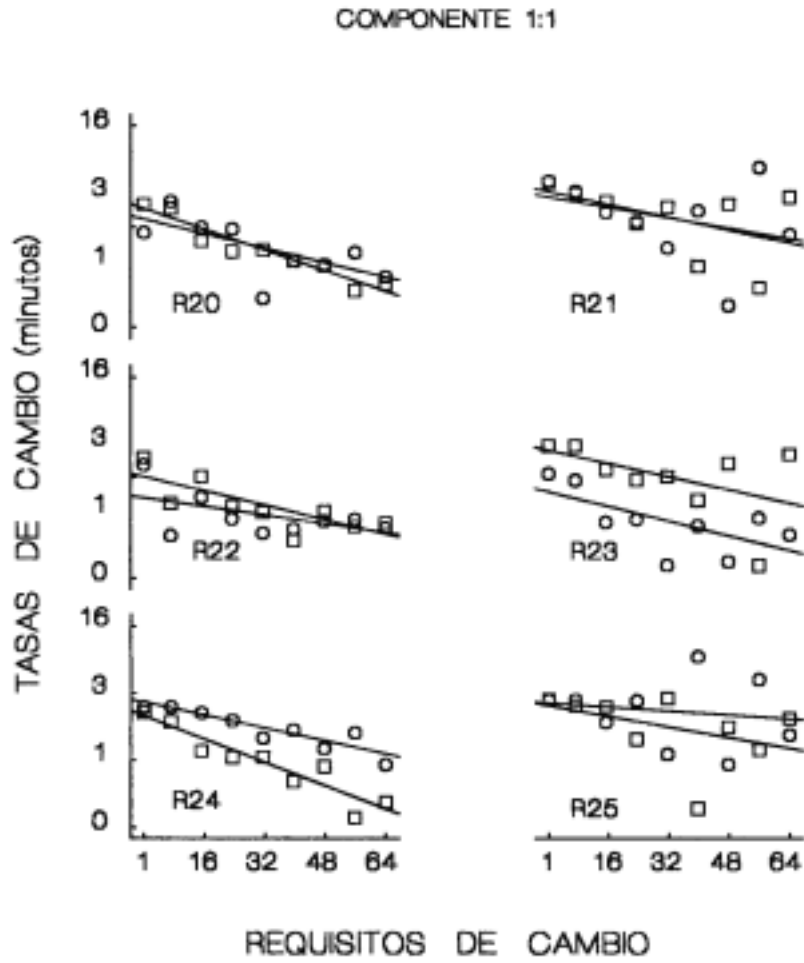 COMPONENTE 1:1
TASAS DE CAMBIO (minutos)
16
3
1
0
R20
R21
16
3
1
0
R22
R23
16
3
1
0
R24
R25
1 16 32 48 64
1 16 32 48 64
REQUISITOS DE CAMBIO